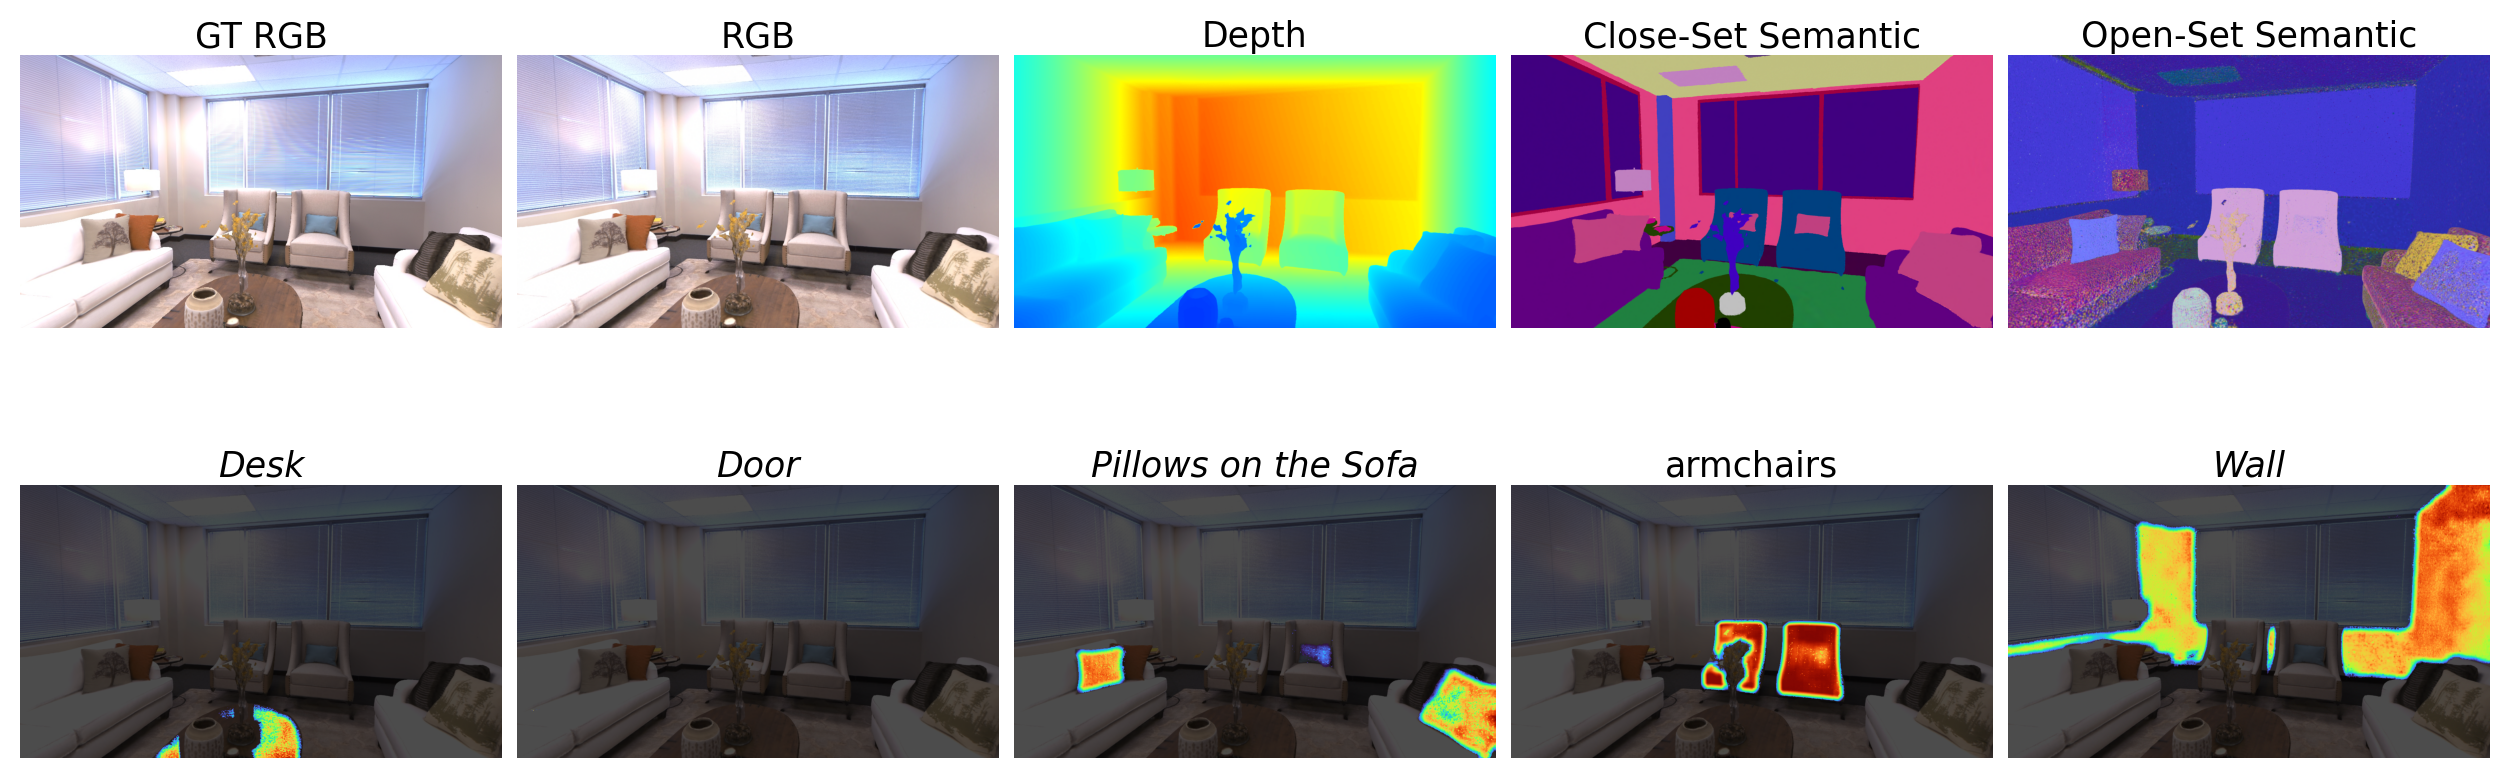 GT RGB
RGB
Depth
Close-Set Semantic
Open-Set Semantic
Desk
Door
Pillows on the Sofa
armchairs
Wall